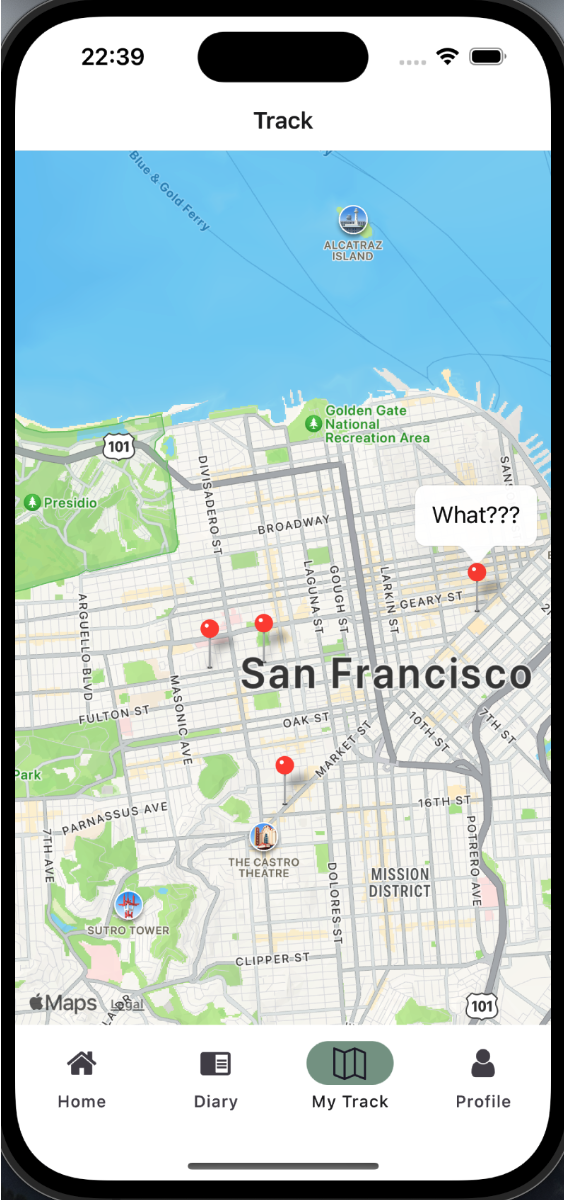 22:39
Track
Blue & Gold Ferry
ALCATRAZ
ISLAND
Golden Gate
National
Recreation Area
101
Presidio
DIVISADERO ST
BROADWAY
What???
LAGUNA ST
GOUGH ST
LARKIN ST
GEARY ST
ARGUELLO BLVD
San Francisco
MASONIC AVE
FULTON ST
OAK ST
MARKET ST
10TH ST
7TH ST
Park
16TH ST
PARNASSUS AVE
7TH AVE
THE CASTRO
THEATRE
DOLORES ST
MISSION
DISTRICT
POTRERO AVE
SUTRO TOWER
CLIPPER ST
Maps
Legal
101
Home
Diary
My Track
Profile